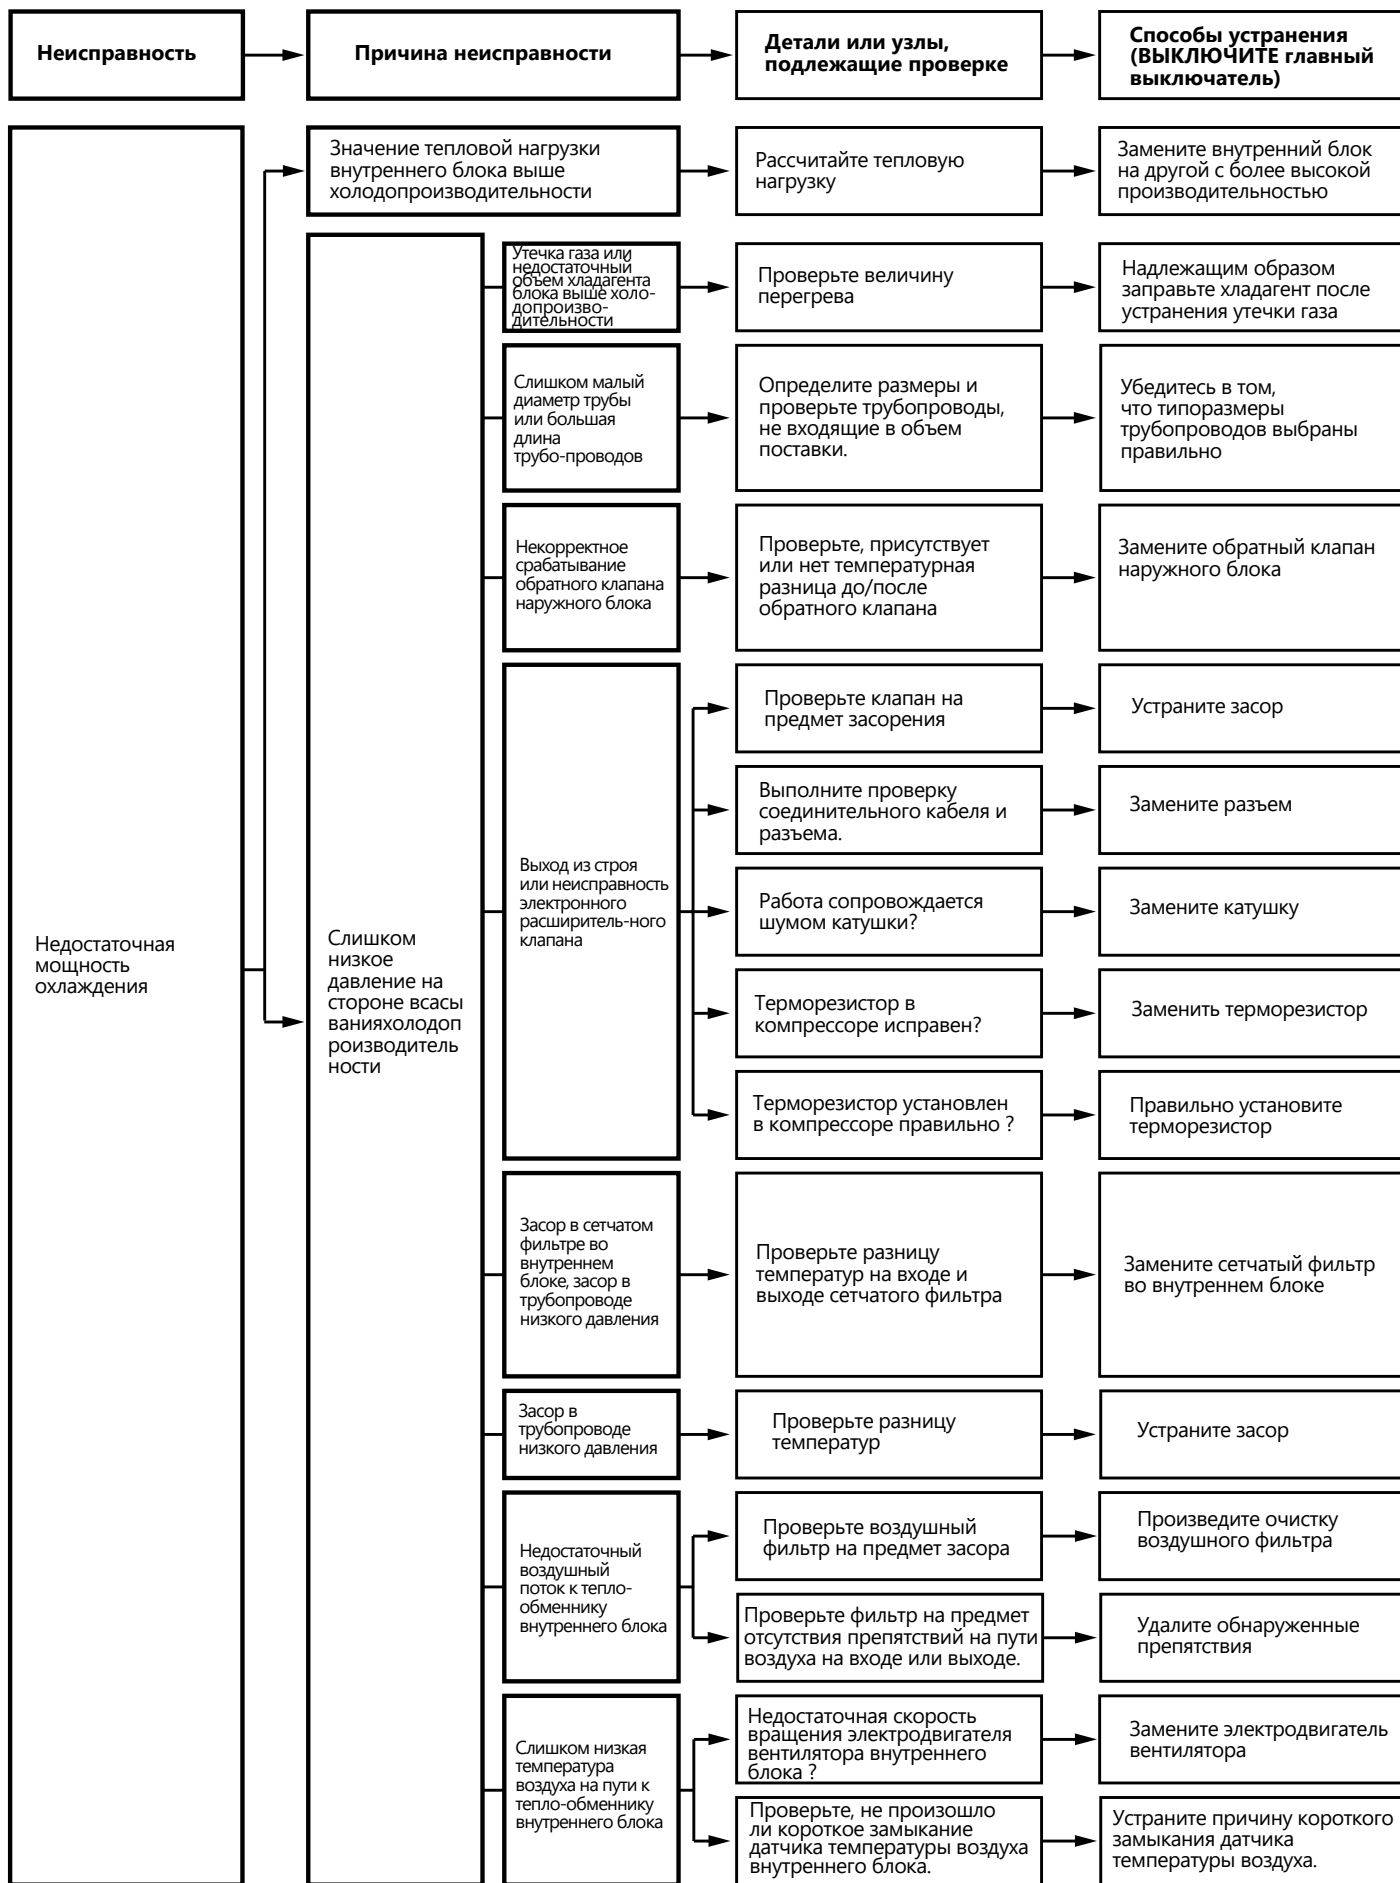 Неисправность
Причина неисправности
Детали или узлы,
подлежащие проверке
Способы устранения
(ВЫКЛЮЧИТЕ главный
выключатель)
Недостаточная
мощность
охлаждения
Значение тепловой нагрузки
внутреннего блока выше
холодопроизводительности
Рассчитайте тепловую
нагрузку
Замените внутренний блок
на другой с более высокой
производительностью
Слишком
низкое
давление на
стороне всасы
ванияхолодоп
роизводитель
ности
Утечка газа или
недостаточный
объем хладагента
блока выше холо-
допроизво-
дительности
Проверьте величину
перегрева
Надлежащим образом
заправьте хладагент после
устранения утечки газа
Слишком малый
диаметр трубы
или большая
длина
трубо-проводов
Определите размеры и
проверьте трубопроводы,
не входящие в объем
поставки.
Убедитесь в том,
что типоразмеры
трубопроводов выбраны
правильно
Некорректное
срабатывание
обратного клапана
наружного блока
Проверьте, присутствует
или нет температурная
разница до/после
обратного клапана
Замените обратный клапан
наружного блока
Выход из строя
или неисправность
электронного
расширитель-ного
клапана
Проверьте клапан на
предмет засорения
Устраните засор
Выполните проверку
соединительного кабеля и
разъема.
Замените разъем
Работа сопровождается
шумом катушки?
Замените катушку
Терморезистор в
компрессоре исправен?
Заменить терморезистор
Терморезистор установлен
в компрессоре правильно ?
Правильно установите
терморезистор
Засор в сетчатом
фильтре во
внутреннем
блоке, засор в
трубопроводе
низкого давления
Проверьте разницу
температур на входе и
выходе сетчатого фильтра
Замените сетчатый фильтр
во внутреннем блоке
Засор в
трубопроводе
низкого давления
Проверьте разницу
температур
Устраните засор
Недостаточный
воздушный
поток к тепло-
обменнику
внутреннего блока
Проверьте воздушный
фильтр на предмет засора
Произведите очистку
воздушного фильтра
Проверьте фильтр на предмет
отсутствия препятствий на пути
воздуха на входе или выходе.
Удалите обнаруженные
препятствия
Слишком низкая
температура
воздуха на пути к
тепло-обменнику
внутреннего блока
Недостаточная скорость
вращения электродвигателя
вентилятора внутреннего
блока ?
Замените электродвигатель
вентилятора
Проверьте, не произошло
ли короткое замыкание
датчика температуры воздуха
внутреннего блока.
Устраните причину короткого
замыкания датчика
температуры воздуха.